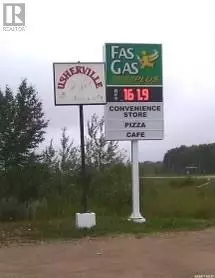 REALTOR
USHERVILLE
FAS
GAS
PLUS
161.9
CONVENIENCE
STORE
PIZZA
CAFE